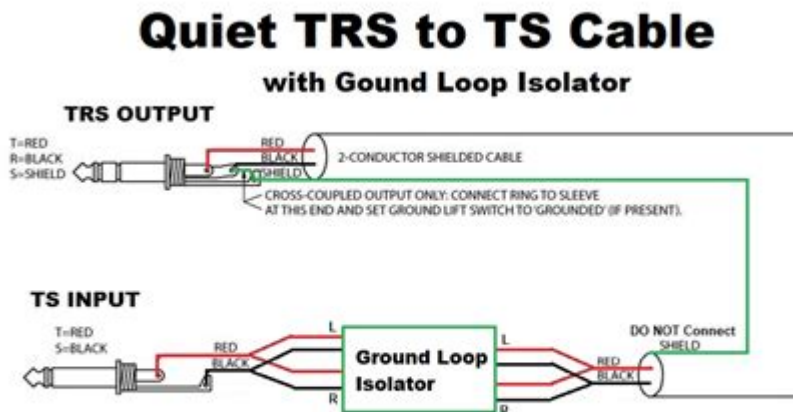 Quiet TRS to TS Cable
with Gound Loop Isolator
TRS OUTPUT
T=RED
R=BLACK
S=SHIELD
RED
BLACK
SHIELD
2-CONDUCTOR SHIELDED CABLE
CROSS-COUPLED OUTPUT ONLY: CONNECT RING TO SLEEVE
AT THIS END AND SET GROUND LIFT SWITCH TO 'GROUNDED' (IF PRESENT).
TS INPUT
T=RED
S=BLACK
RED
BLACK
L
R
Ground Loop
Isolator
L
R
DO NOT Connect
SHIELD
RED
BLACK